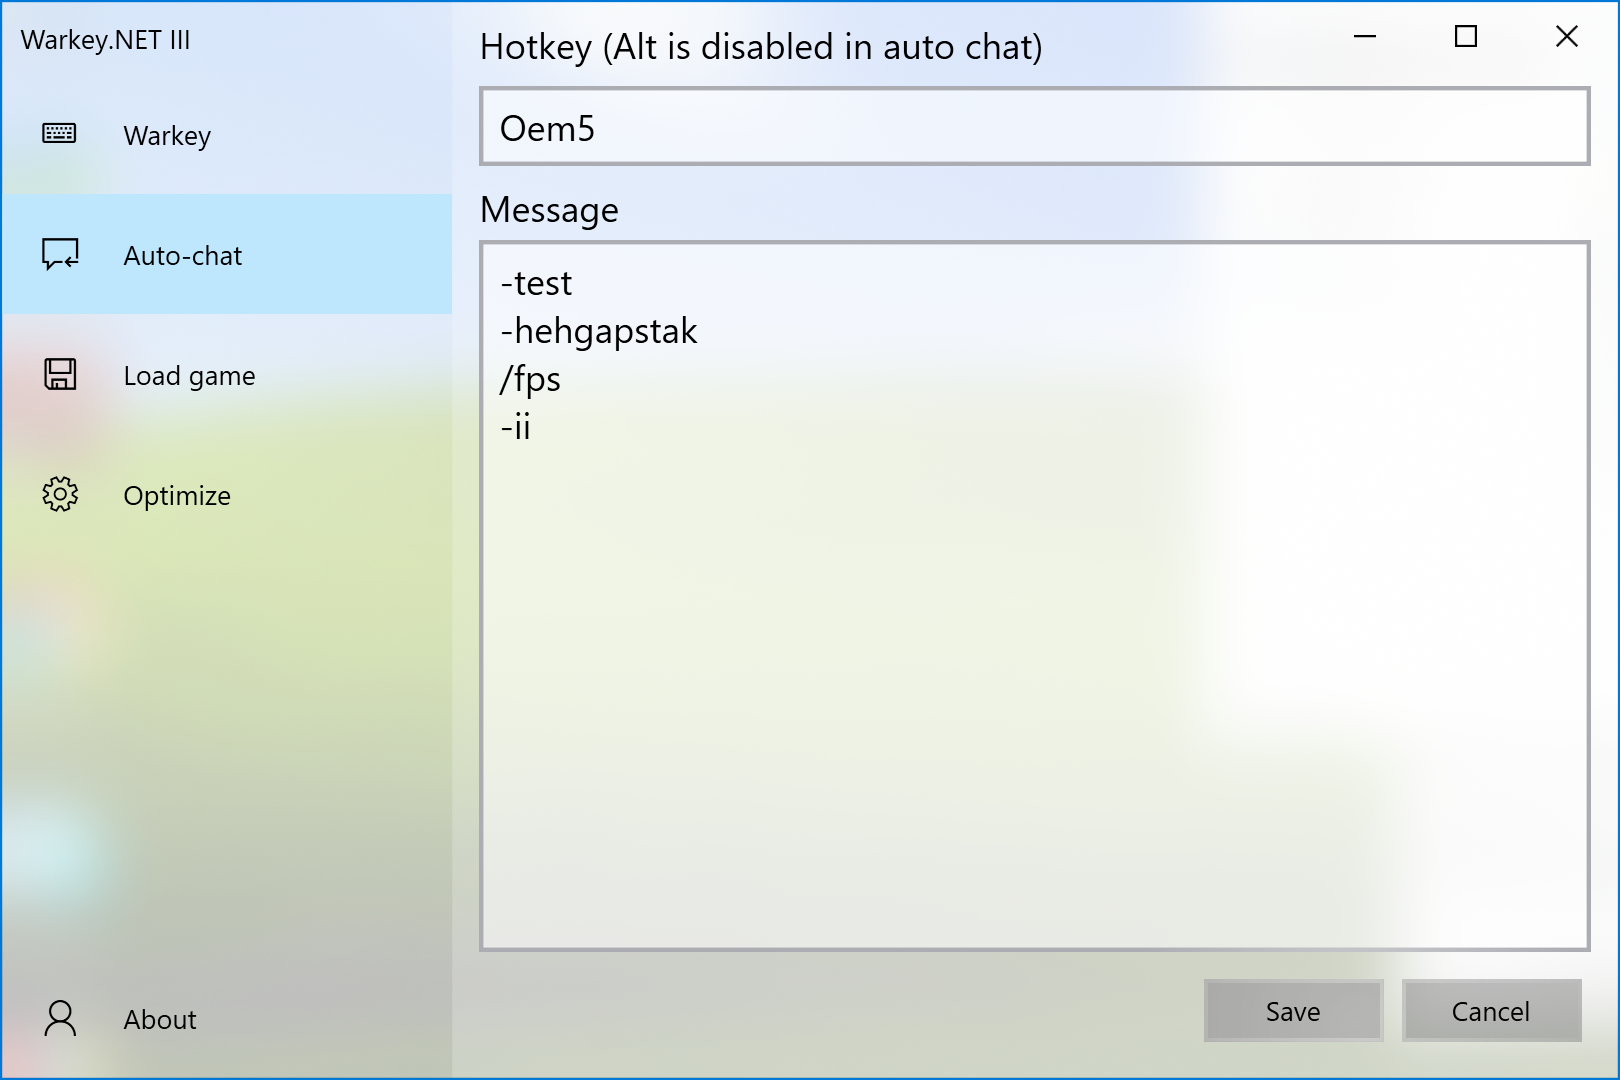 Warkey.NET III
Warkey
Auto-chat
Load game
Optimize
About
Hotkey (Alt is disabled in auto chat)
Oem5
Message
-test
-hehgapstak
/fps
-ii
Save
Cancel